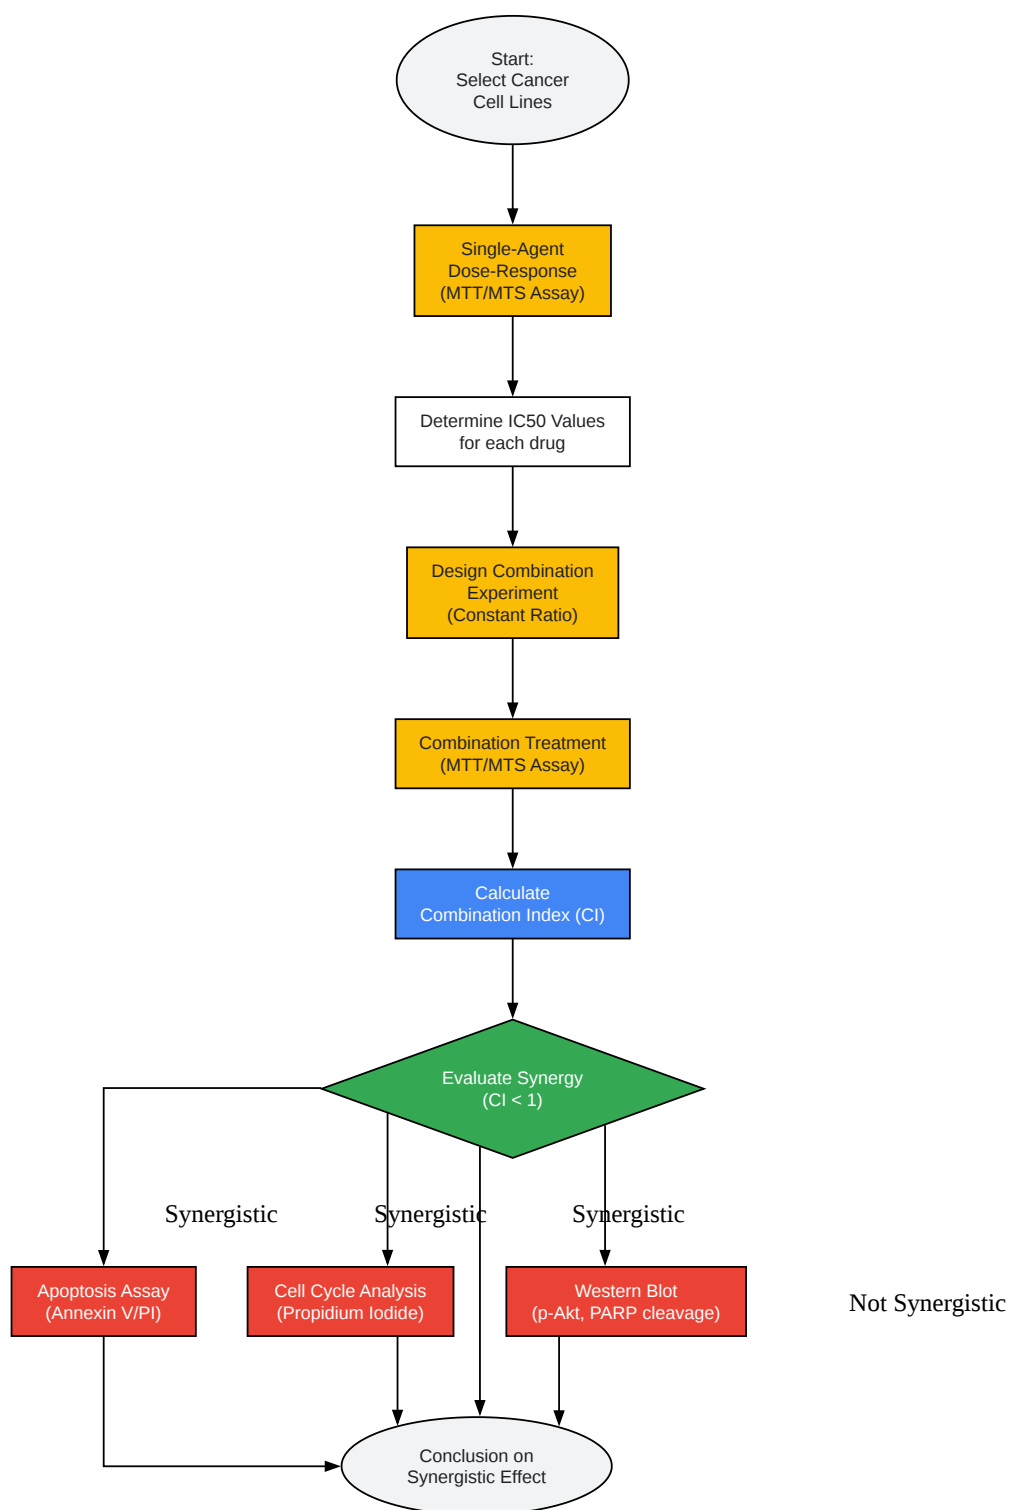 Start:
Select Cancer
Cell Lines
Single-Agent
Dose-Response
(MTT/MTS Assay)
Determine IC50 Values
for each drug
Design Combination
Experiment
(Constant Ratio)
Combination Treatment
(MTT/MTS Assay)
Calculate
Combination Index (CI)
Evaluate Synergy
(CI < 1)
Synergistic
Synergistic
Synergistic
Apoptosis Assay
(Annexin V/PI)
Cell Cycle Analysis
(Propidium Iodide)
Western Blot
(p-Akt, PARP cleavage)
Not Synergistic
Conclusion on
Synergistic Effect